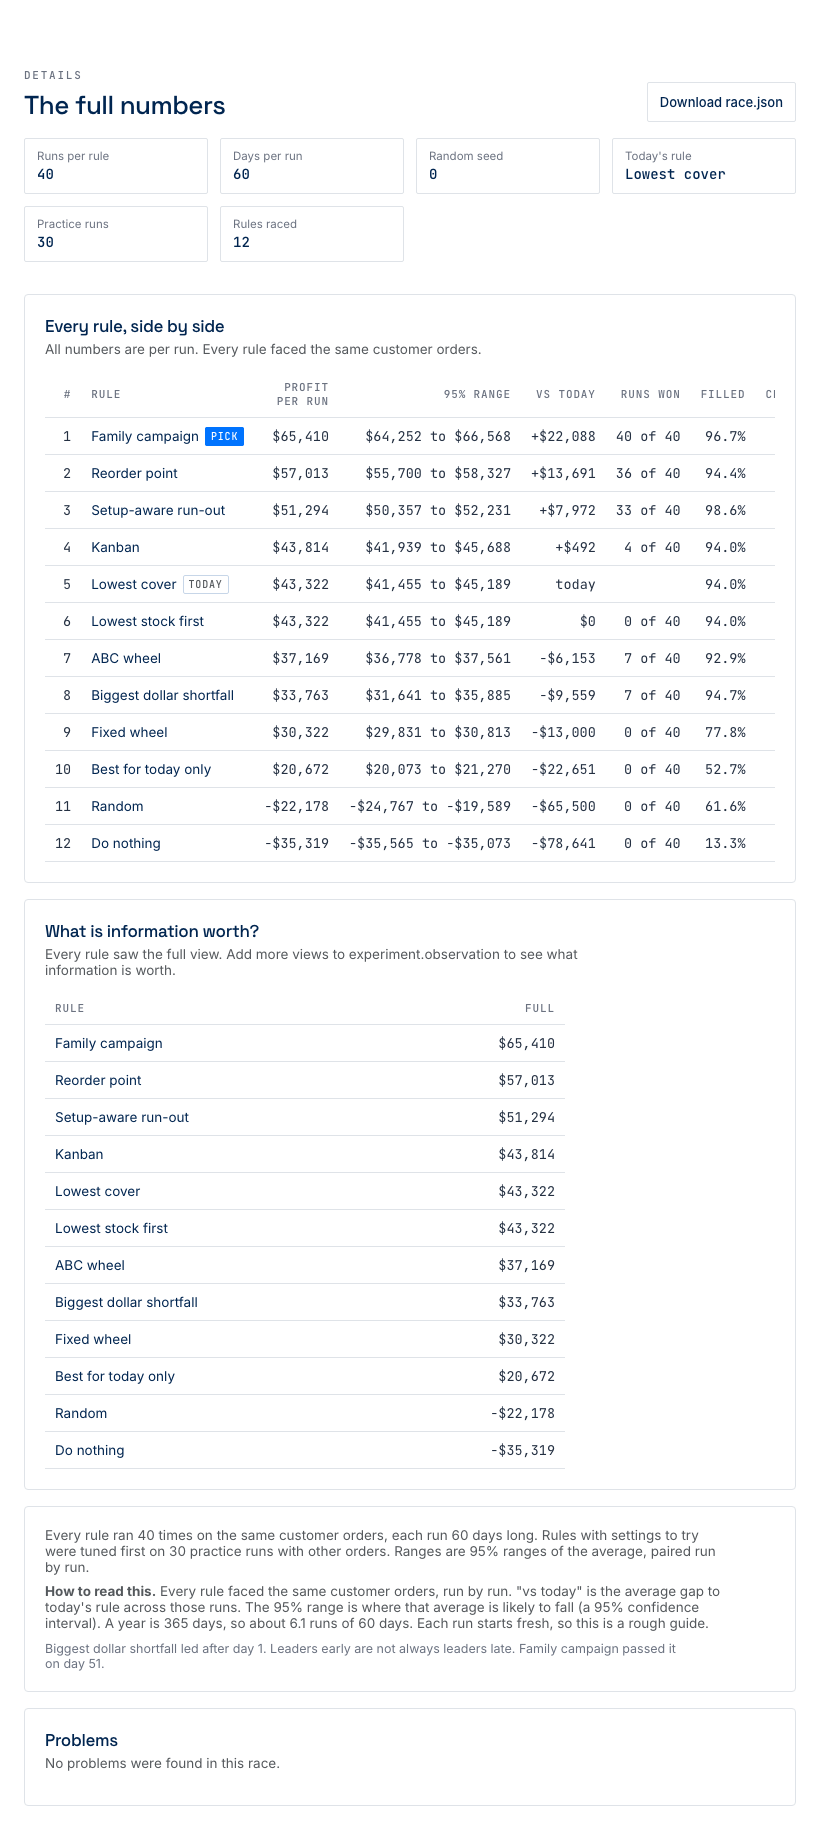 DETAILS
The full numbers
Download race.json
Runs per rule
40
Days per run
60
Random seed
0
Today's rule
Lowest cover
Practice runs
30
Rules raced
12
Every rule, side by side
All numbers are per run. Every rule faced the same customer orders.
# RULE PROFIT PER RUN 95% RANGE VS TODAY RUNS WON FILLED
1 Family campaign PICK $65,410 $64,252 to $66,568 +$22,088 40 of 40 96.7%
2 Reorder point $57,013 $55,700 to $58,327 +$13,691 36 of 40 94.4%
3 Setup-aware run-out $51,294 $50,357 to $52,231 +$7,972 33 of 40 98.6%
4 Kanban $43,814 $41,939 to $45,688 +$492 4 of 40 94.0%
5 Lowest cover TODAY $43,322 $41,455 to $45,189 today 94.0%
6 Lowest stock first $43,322 $41,455 to $45,189 $0 0 of 40 94.0%
7 ABC wheel $37,169 $36,778 to $37,561 -$6,153 7 of 40 92.9%
8 Biggest dollar shortfall $33,763 $31,641 to $35,885 -$9,559 7 of 40 94.7%
9 Fixed wheel $30,322 $29,831 to $30,813 -$13,000 0 of 40 77.8%
10 Best for today only $20,672 $20,073 to $21,270 -$22,651 0 of 40 52.7%
11 Random -$22,178 -$24,767 to -$19,589 -$65,500 0 of 40 61.6%
12 Do nothing -$35,319 -$35,565 to -$35,073 -$78,641 0 of 40 13.3%
What is information worth?
Every rule saw the full view. Add more views to experiment.observation to see what
information is worth.
RULE FULL
Family campaign $65,410
Reorder point $57,013
Setup-aware run-out $51,294
Kanban $43,814
Lowest cover $43,322
Lowest stock first $43,322
ABC wheel $37,169
Biggest dollar shortfall $33,763
Fixed wheel $30,322
Best for today only $20,672
Random -$22,178
Do nothing -$35,319
Every rule ran 40 times on the same customer orders, each run 60 days long. Rules with settings to try
were tuned first on 30 practice runs with other orders. Ranges are 95% ranges of the average, paired run
by run.
How to read this. Every rule faced the same customer orders, run by run. "vs today" is the average gap to
today's rule across those runs. The 95% range is where that average is likely to fall (a 95% confidence
interval). A year is 365 days, so about 6.1 runs of 60 days. Each run starts fresh, so this is a rough guide.
Biggest dollar shortfall led after day 1. Leaders early are not always leaders late. Family campaign passed it
on day 51.
Problems
No problems were found in this race.